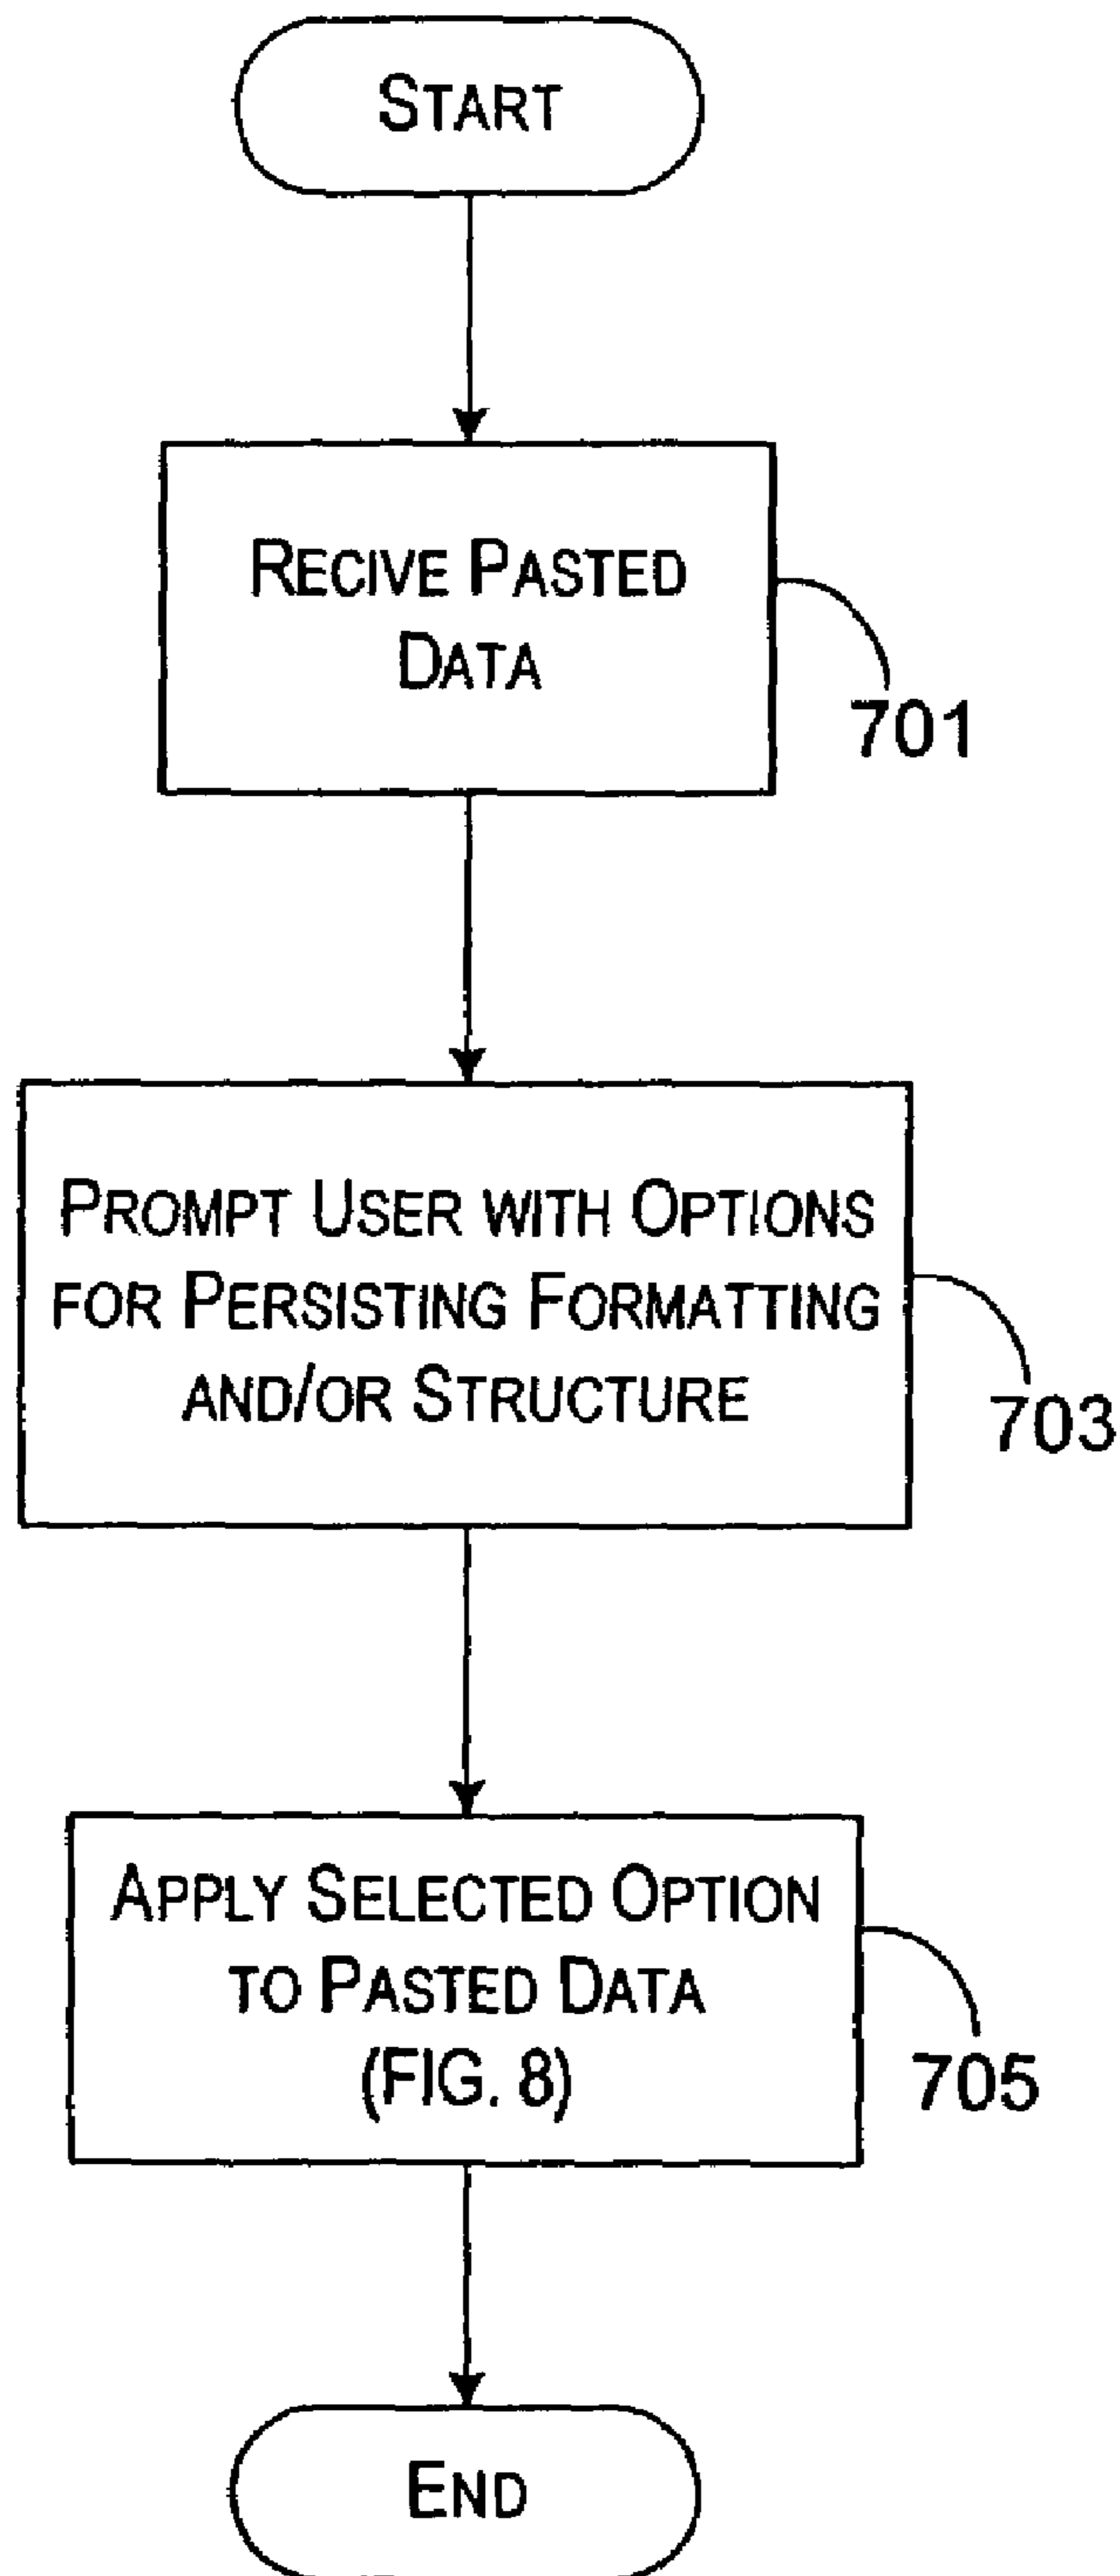 START
RECIVE PASTED
DATA
701
PROMPT USER WITH OPTIONS
FOR PERSISTING FORMATTING
AND/OR STRUCTURE
703
APPLY SELECTED OPTION
TO PASTED DATA
(FIG. 8)
705
END